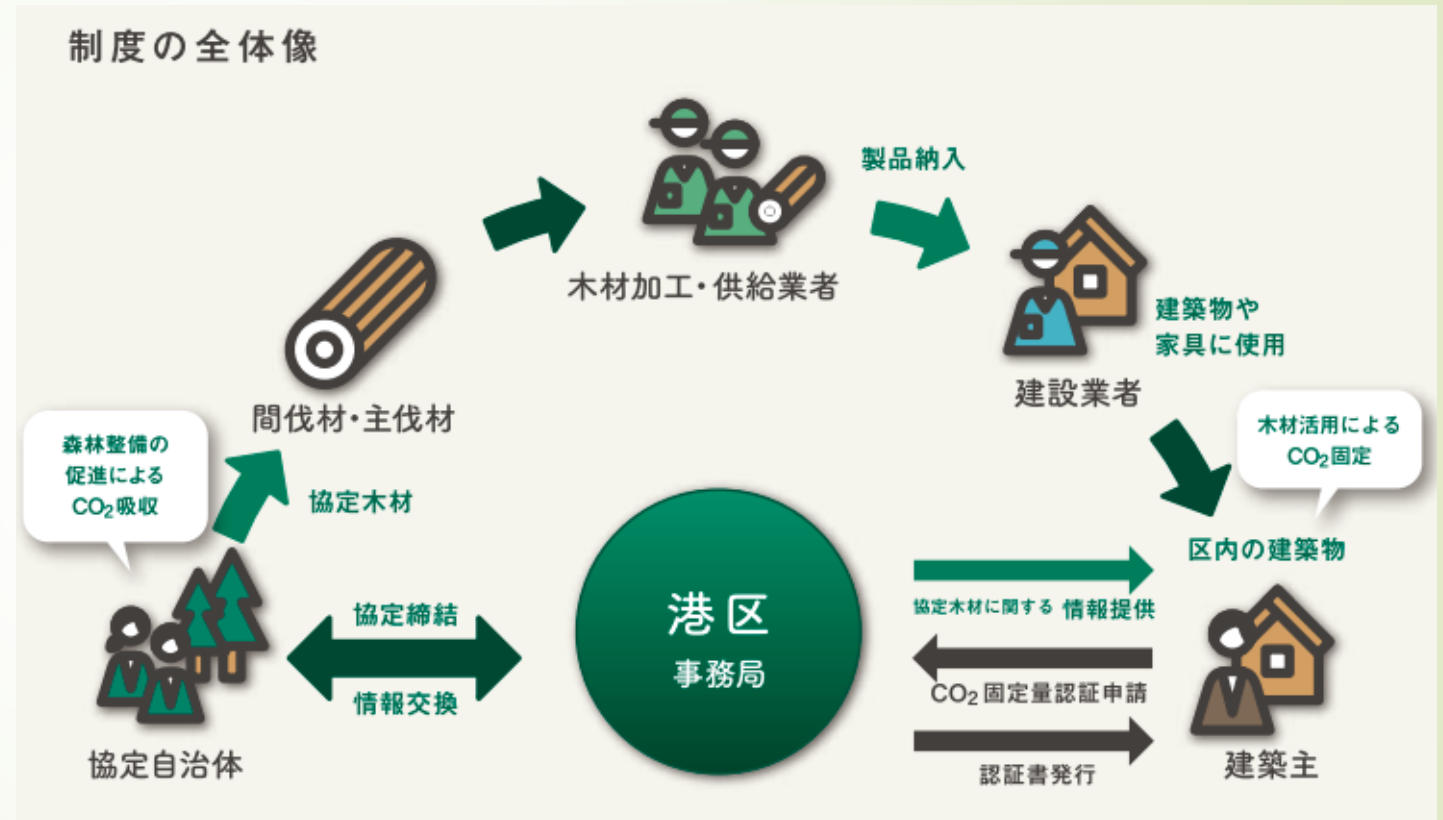 制度の全体像
製品納入
木材加工・供給業者
建築物や
家具に使用
建設業者
間伐材・主伐材
木材活用による
CO₂固定
森林整備の
促進による
CO₂吸収
協定木材
区内の建築物
港区
事務局
協定締結
情報交換
協定木材に関する 情報提供
CO₂固定量認証申請
認証書発行
協定自治体
建築主